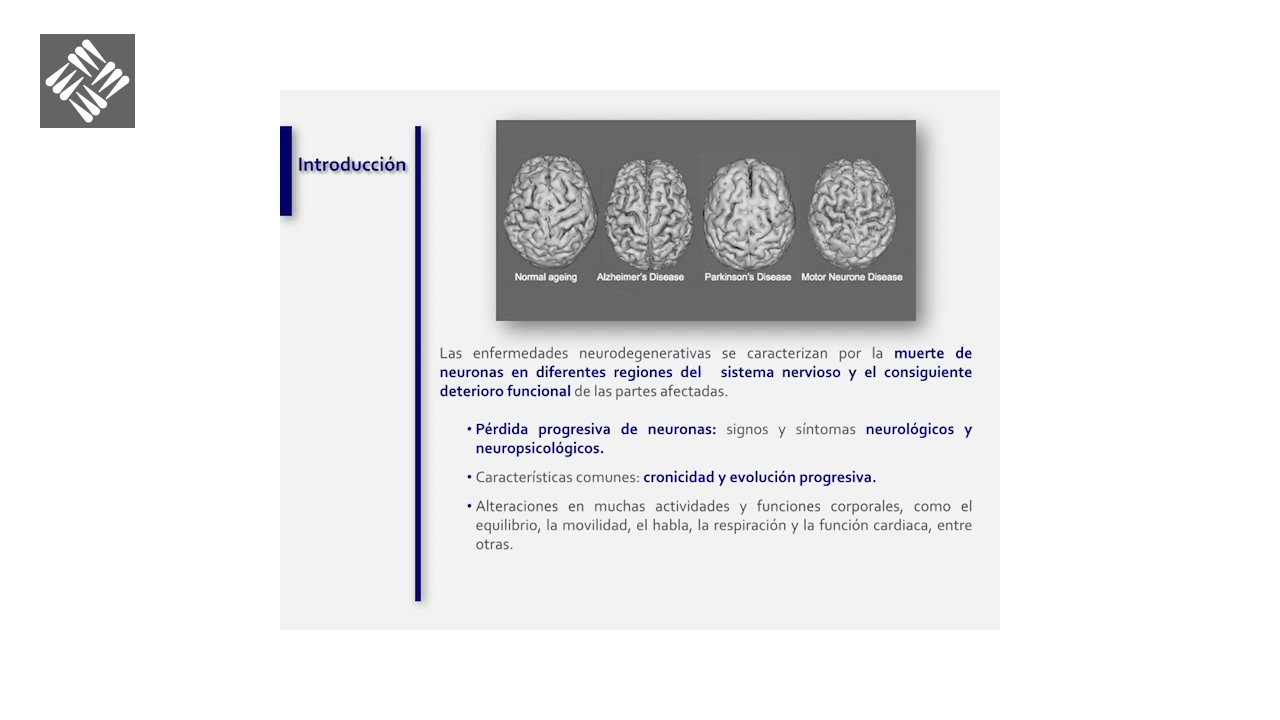 Introducción
Normal ageing Alzheimer's Disease Parkinson's Disease Motor Neurone Disease
Las enfermedades neurodegenerativas se caracterizan por la muerte de
neuronas en diferentes regiones del sistema nervioso y el consiguiente
deterioro funcional de las partes afectadas.
• Pérdida progresiva de neuronas: signos y síntomas neurológicos y
neuropsicológicos.
• Características comunes: cronicidad y evolución progresiva.
• Alteraciones en muchas actividades y funciones corporales, como el
equilibrio, la movilidad, el habla, la respiración y la función cardiaca, entre
otras.